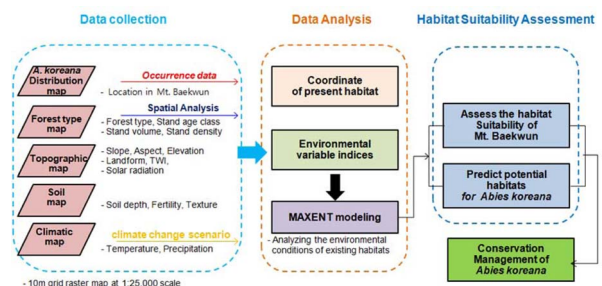 Data collection
A. koreana
Distribution
map
Occurrence data
- Location in Mt. Baekwun
Forest type
map
Spatial Analysis
- Forest type, Stand age class
- Stand volume, Stand density
Topographic
map
- Slope, Aspect, Elevation
- Landform, TWI,
- Solar radiation
Soil
map
- Soil depth, Fertility, Texture
Climatic
map
climate change scenario
- Temperature, Precipitation
- 10m grid raster map at 1:25,000 scale
Data Analysis
Coordinate
of present habitat
Environmental
variable indices
MAXENT modeling
- Analyzing the environmental
conditions of existing habitats
Habitat Suitability Assessment
Assess the habitat
Suitability of
Mt. Baekwun
Predict potential
habitats
for Abies koreana
Conservation
Management of
Abies koreana